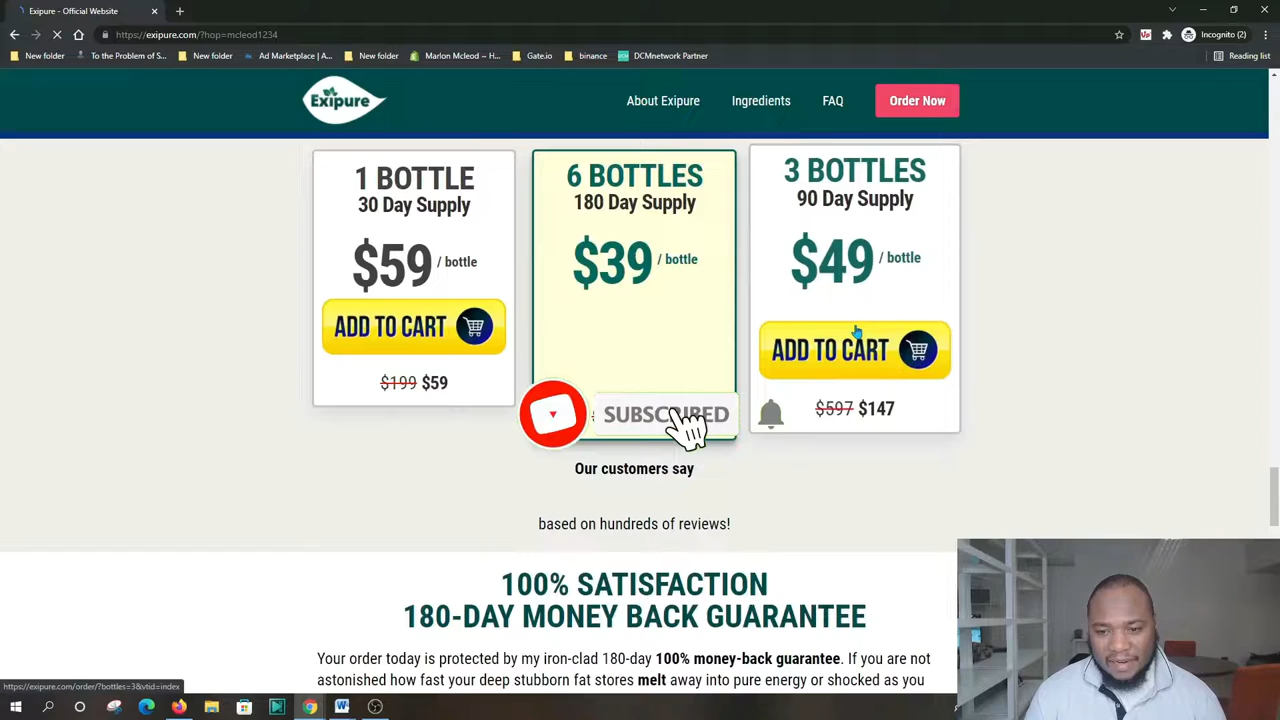 Exipure - Official Website
https://exipure.com/?hop=mcleod1234
Incognito (2)
New folder
To the Problem of S...
New folder
Ad Marketplace | A...
New folder
Marlon Mcleod – H...
Gate.io
binance
DCMnetwork Partner
Reading list
Exipure
About Exipure
Ingredients
FAQ
Order Now
1 BOTTLE
30 Day Supply
$59 / bottle
ADD TO CART
$199 $59
6 BOTTLES
180 Day Supply
$39 / bottle
SUBSCRIBED
3 BOTTLES
90 Day Supply
$49 / bottle
ADD TO CART
$597 $147
Our customers say
based on hundreds of reviews!
100% SATISFACTION
180-DAY MONEY BACK GUARANTEE
Your order today is protected by my iron-clad 180-day 100% money-back guarantee. If you are not
astonished how fast your deep stubborn fat stores melt away into pure energy or shocked as you
https://exipure.com/order/?bottles=3&vtid=index